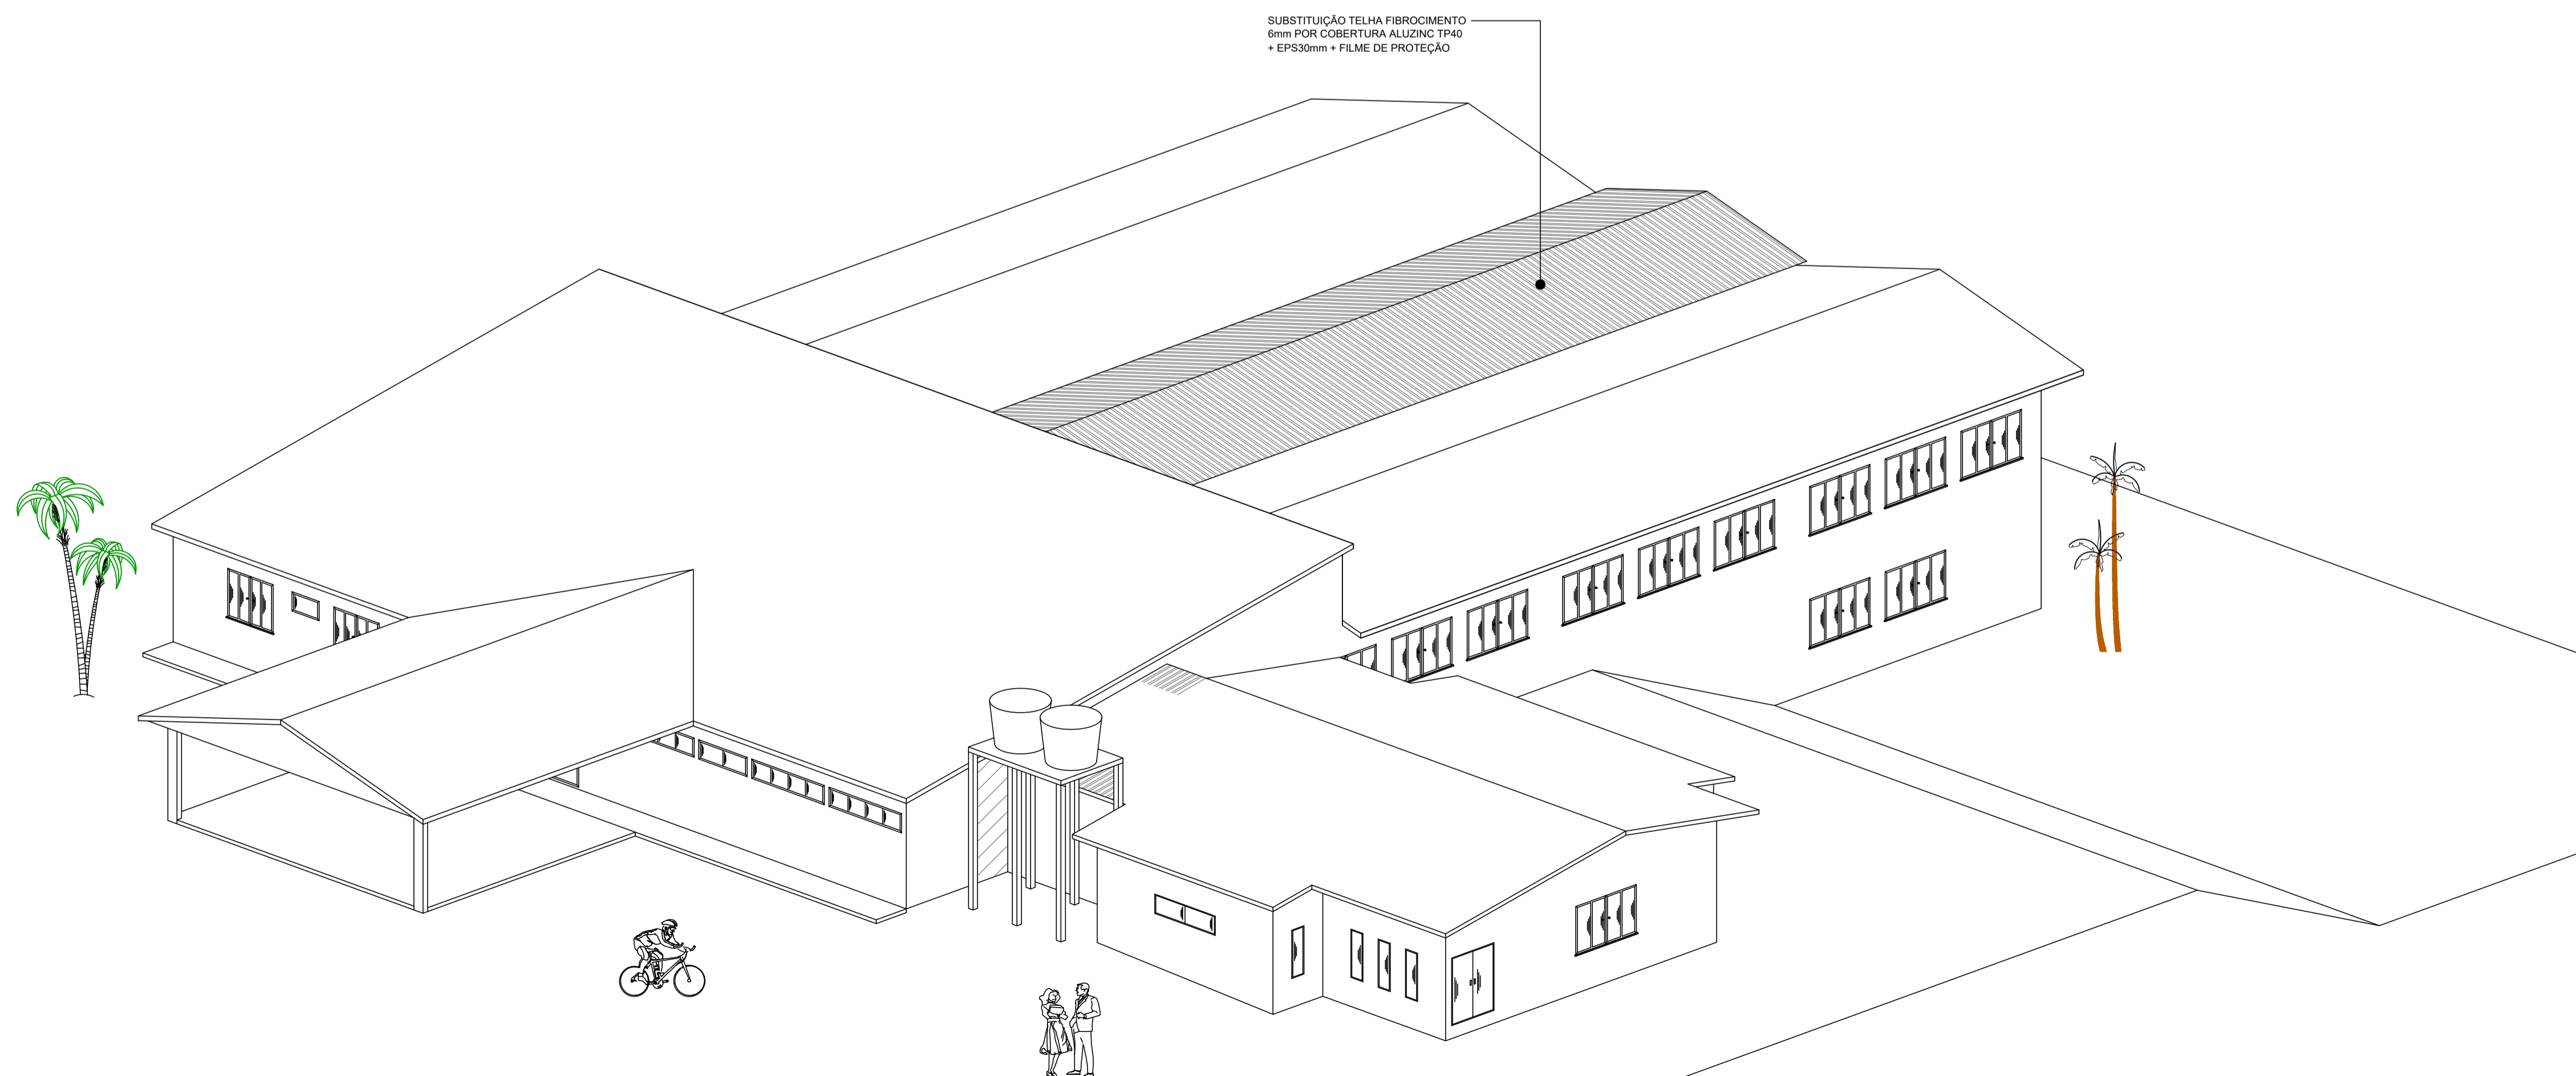 SUBSTITUIÇÃO TELHA FIBROCIMENTO
6mm POR COBERTURA ALUZINC TP40
+ EPS30mm + FILME DE PROTEÇÃO